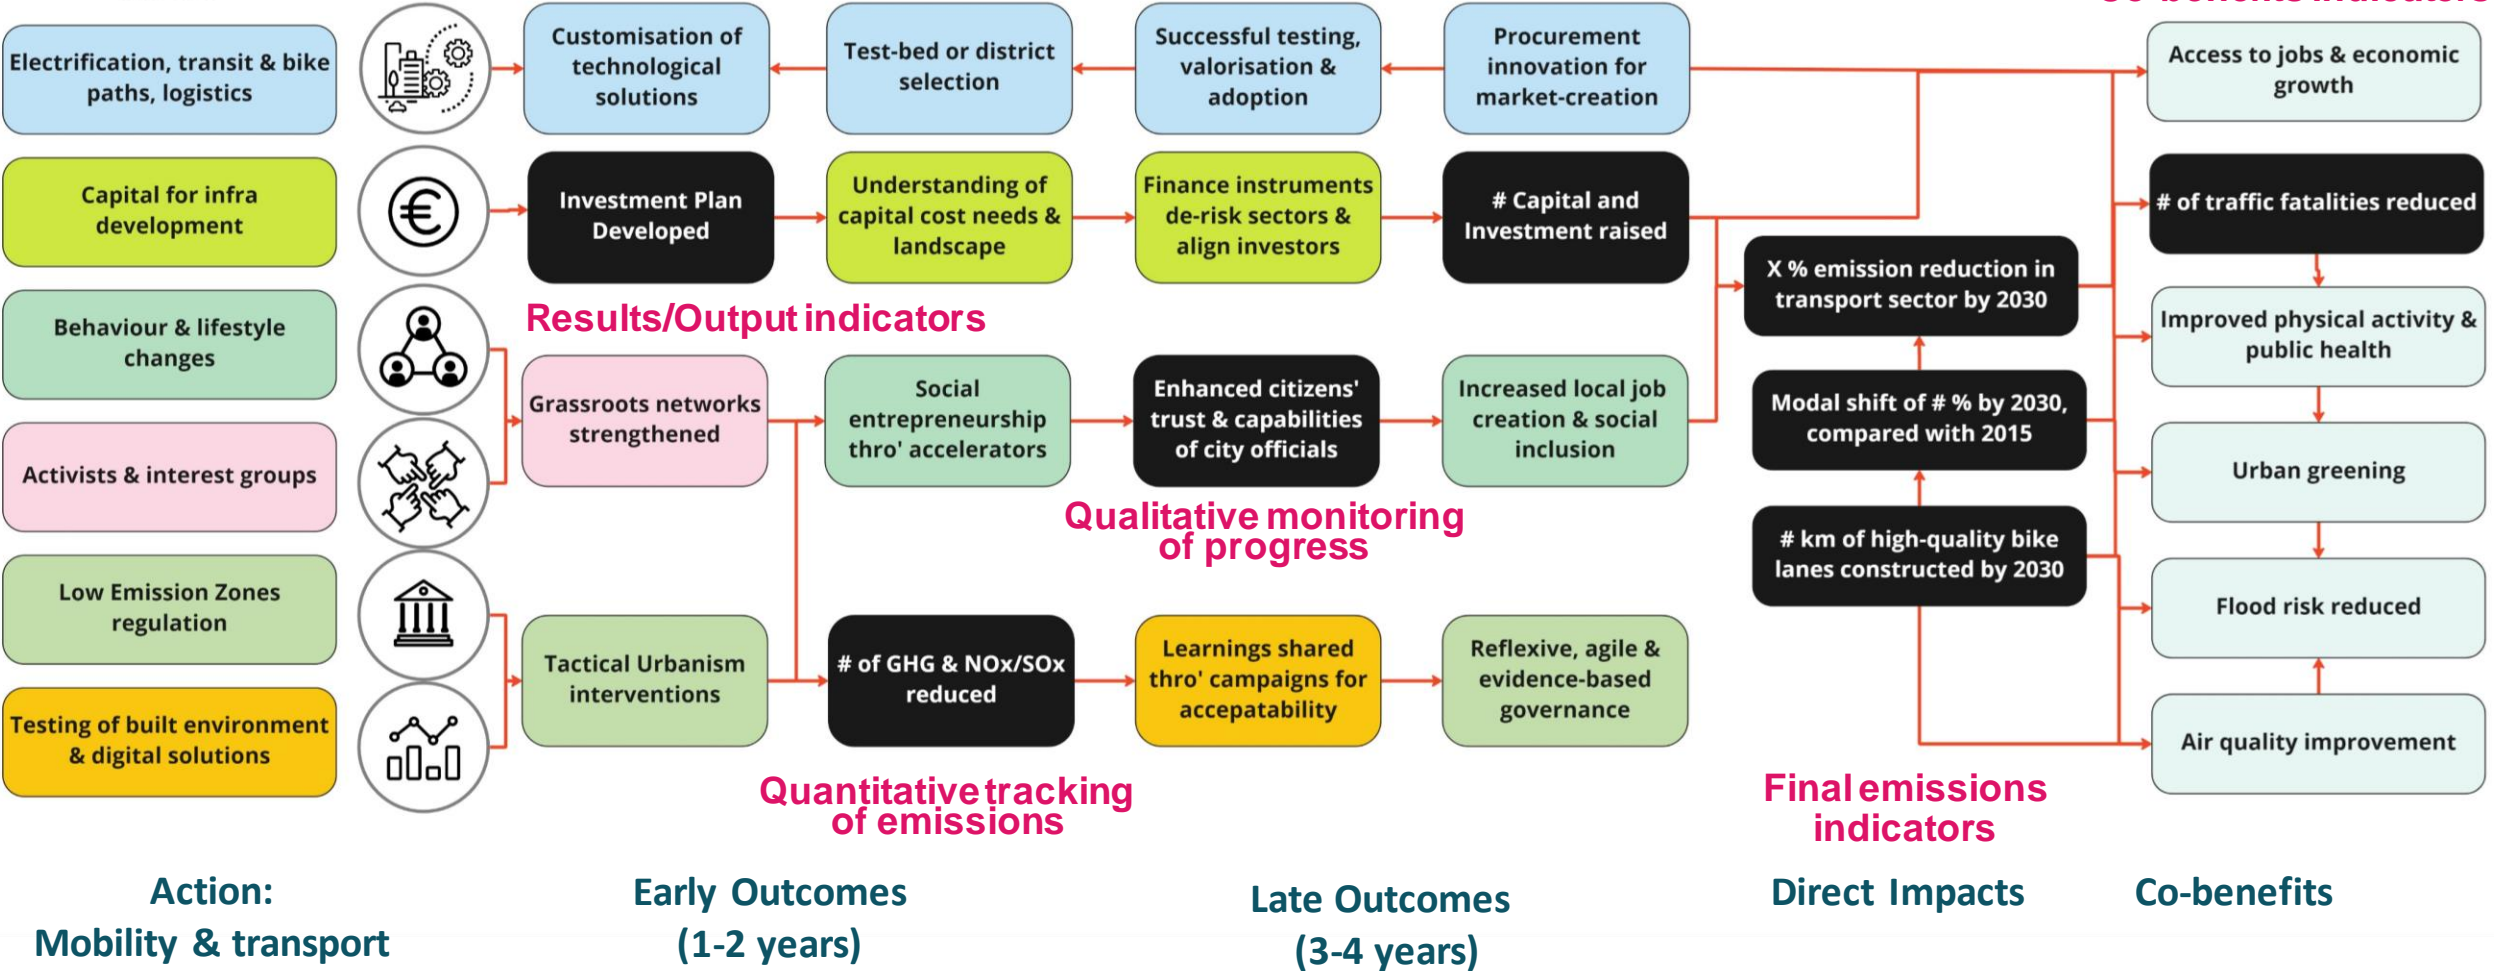 Co-benefits indicators
Electrification, transit & bike
paths, logistics
Customisation of
technological
solutions
Test-bed or district
selection
Successful testing,
valorisation &
adoption
Procurement
innovation for
market-creation
Access to jobs & economic
growth
Capital for infra
development
Investment Plan
Developed
Understanding of
capital cost needs &
landscape
Finance instruments
de-risk sectors &
align investors
# Capital and
Investment raised
# of traffic fatalities reduced
X % emission reduction in
transport sector by 2030
Results/Output indicators
Behaviour & lifestyle
changes
Improved physical activity &
public health
Grassroots networks
strengthened
Social
entrepreneurship
thro' accelerators
Enhanced citizens'
trust & capabilities
of city officials
Increased local job
creation & social
inclusion
Modal shift of # % by 2030,
compared with 2015
Activists & interest groups
Urban greening
Qualitative monitoring
of progress
# km of high-quality bike
lanes constructed by 2030
Low Emission Zones
regulation
Flood risk reduced
Tactical Urbanism
interventions
# of GHG & NOx/SOx
reduced
Learnings shared
thro' campaigns for
accepatability
Reflexive, agile &
evidence-based
governance
Testing of built environment
& digital solutions
Air quality improvement
Quantitative tracking
of emissions
Final emissions
indicators
Action:
Mobility & transport
Early Outcomes
(1-2 years)
Late Outcomes
(3-4 years)
Direct Impacts
Co-benefits